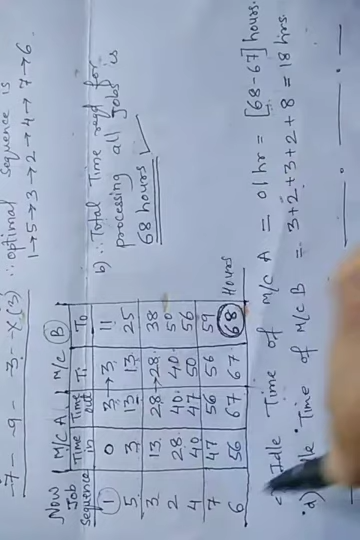 -7- -9- 3- -X(3) ∴ optimal sequence is
1→5→3→2→4→7→6.
Now | M/C A | M/C B
Job Sequence | Time in | Time out | Ti | To
1 | 0 | 3 | 3 | 11
5 | 3 | 13 | 13 | 25
3 | 13 | 28 | 28 | 38
2 | 28 | 40 | 40 | 50
4 | 40 | 47 | 50 | 56
7 | 47 | 56 | 56 | 59
6 | 56 | 67 | 67 | 68 Hours
b) ∴ Total Time reqd for
processing all jobs is
68 hours
c) Idle Time of M/C A = 01 hr = [68-67] hours.
d) Time of M/C B = 3+2+3+2+8 = 18 hrs.